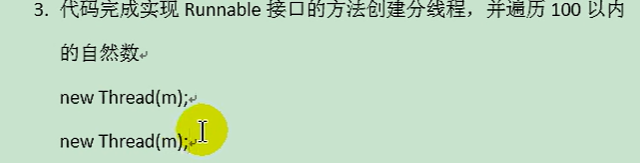 3. 代码完成实现 Runnable 接口的方法创建分线程，并遍历 100 以内
的自然数
new Thread(m);
new Thread(m);